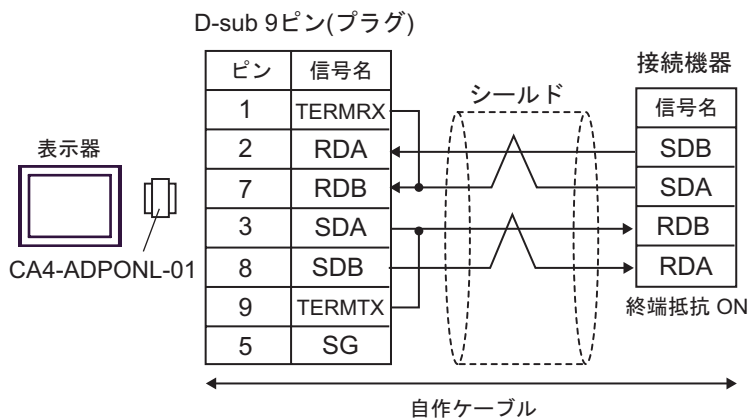 D-sub 9ピン(プラグ)
ピン 信号名
1 TERMRX
2 RDA
7 RDB
3 SDA
8 SDB
9 TERMTX
5 SG
シールド
接続機器
信号名
SDB
SDA
RDB
RDA
終端抵抗 ON
表示器
CA4-ADPONL-01
自作ケーブル